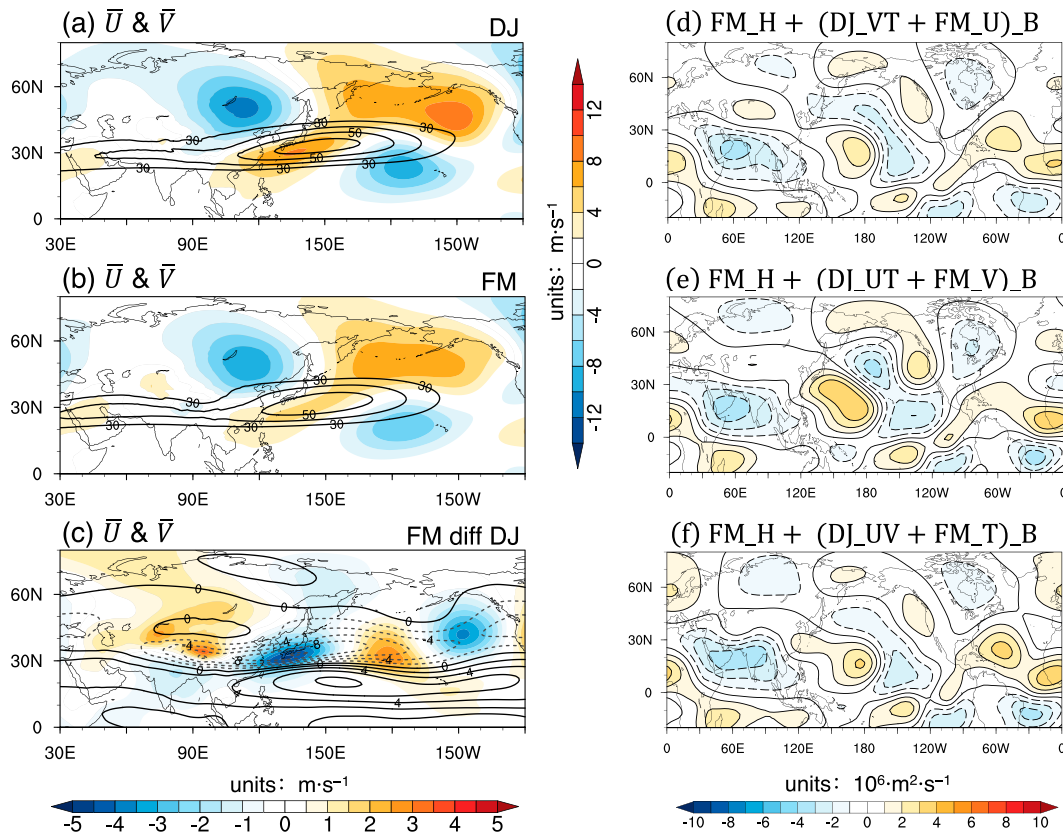 (a) U̅ & V̅ DJ
60N
30N
0
30E 90E 150E 150W
30 50 30 50 30 30
(b) U̅ & V̅ FM
60N
30N
0
30E 90E 150E 150W
30 30 50 30 30
(c) U̅ & V̅ FM diff DJ
60N
30N
0
30E 90E 150E 150W
units: m·s⁻¹
-5 -4 -3 -2 -1 0 1 2 3 4 5
12
8
4
0
-4
-8
-12
units: m·s⁻¹
(d) FM_H + (DJ_VT + FM_U)_B
60N
30N
0
0 60E 120E 180 120W 60W 0
(e) FM_H + (DJ_UT + FM_V)_B
60N
30N
0
0 60E 120E 180 120W 60W 0
(f) FM_H + (DJ_UV + FM_T)_B
60N
30N
0
0 60E 120E 180 120W 60W 0
units: 10⁶·m²·s⁻¹
-10 -8 -6 -4 -2 0 2 4 6 8 10